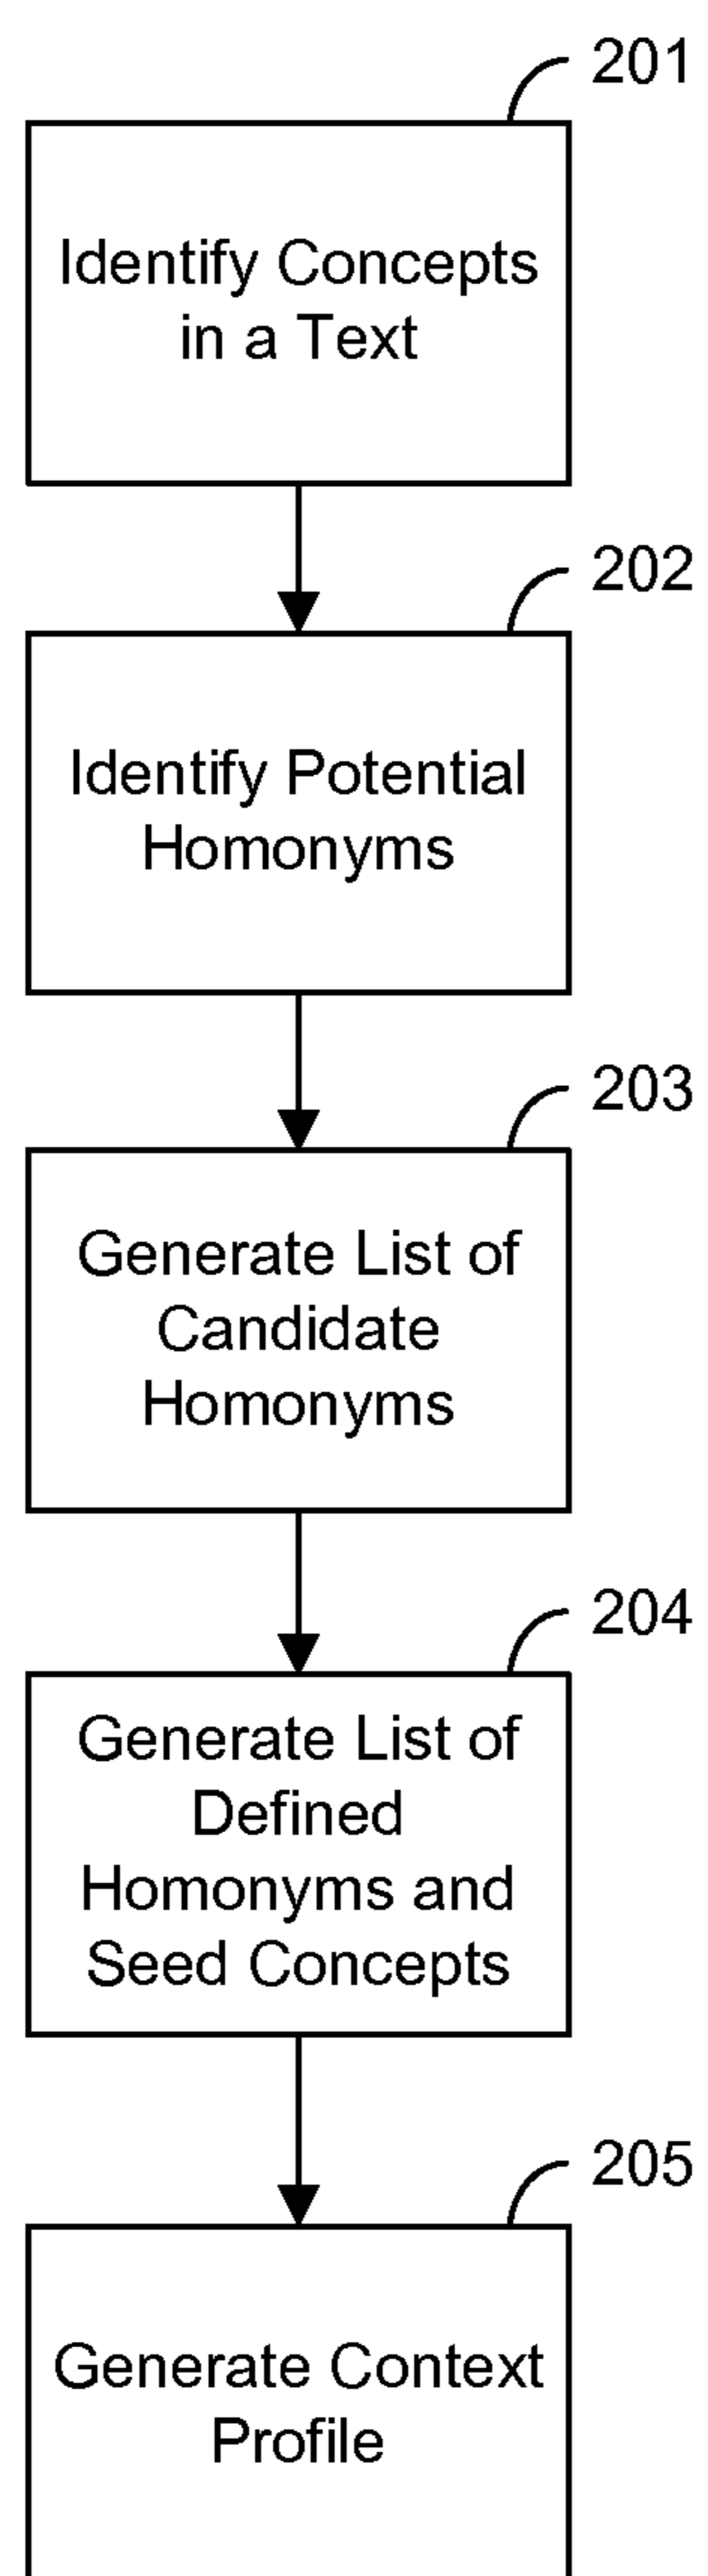 201
Identify Concepts
in a Text
202
Identify Potential
Homonyms
203
Generate List of
Candidate
Homonyms
204
Generate List of
Defined
Homonyms and
Seed Concepts
205
Generate Context
Profile